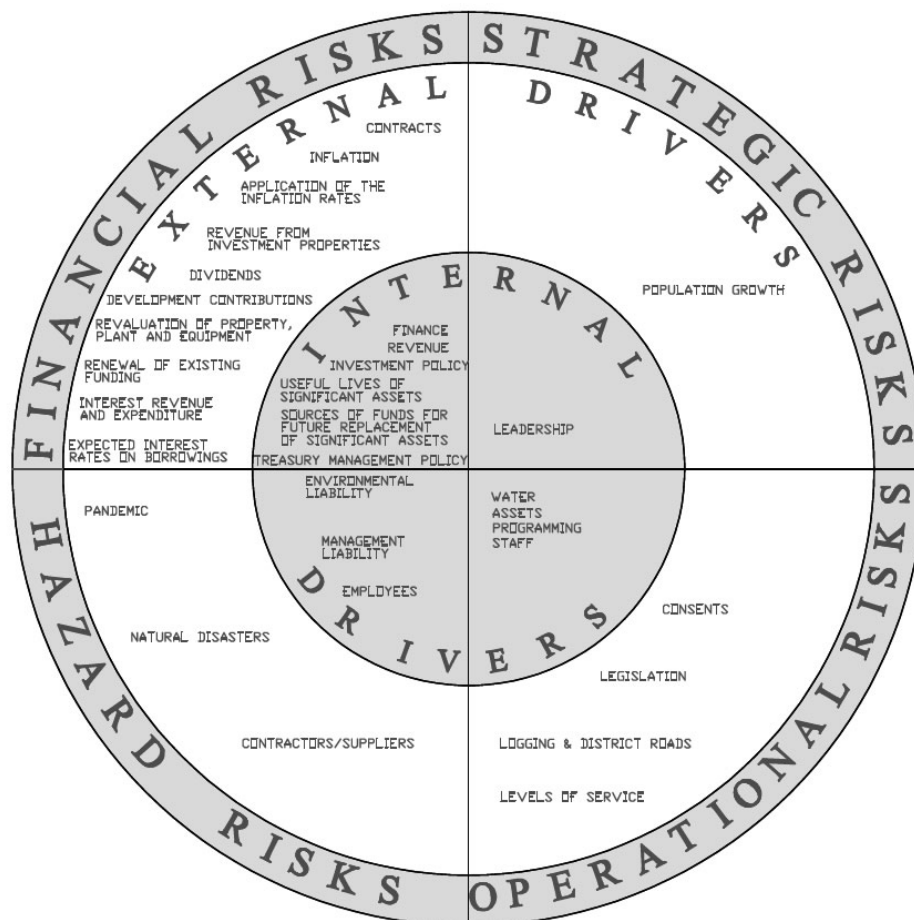 FINANCIAL RISKS
STRATEGIC RISKS
EXTERNAL DRIVERS
CONTRACTS
INFLATION
APPLICATION OF THE
INFLATION RATES
REVENUE FROM
INVESTMENT PROPERTIES
DIVIDENDS
DEVELOPMENT CONTRIBUTIONS
REVALUATION OF PROPERTY,
PLANT AND EQUIPMENT
RENEWAL OF EXISTING
FUNDING
INTEREST REVENUE
AND EXPENDITURE
EXPECTED INTEREST
RATES ON BORROWINGS
POPULATION GROWTH
INTERNAL
FINANCE
REVENUE
INVESTMENT POLICY
USEFUL LIVES OF
SIGNIFICANT ASSETS
SOURCES OF FUNDS FOR
FUTURE REPLACEMENT
OF SIGNIFICANT ASSETS
TREASURY MANAGEMENT POLICY
LEADERSHIP
ENVIRONMENTAL
LIABILITY
MANAGEMENT
LIABILITY
EMPLOYEES
WATER
ASSETS
PROGRAMMING
STAFF
DRIVERS
PANDEMIC
NATURAL DISASTERS
CONTRACTORS/SUPPLIERS
CONSENTS
LEGISLATION
LOGGING & DISTRICT ROADS
LEVELS OF SERVICE
HAZARD RISKS
OPERATIONAL RISKS